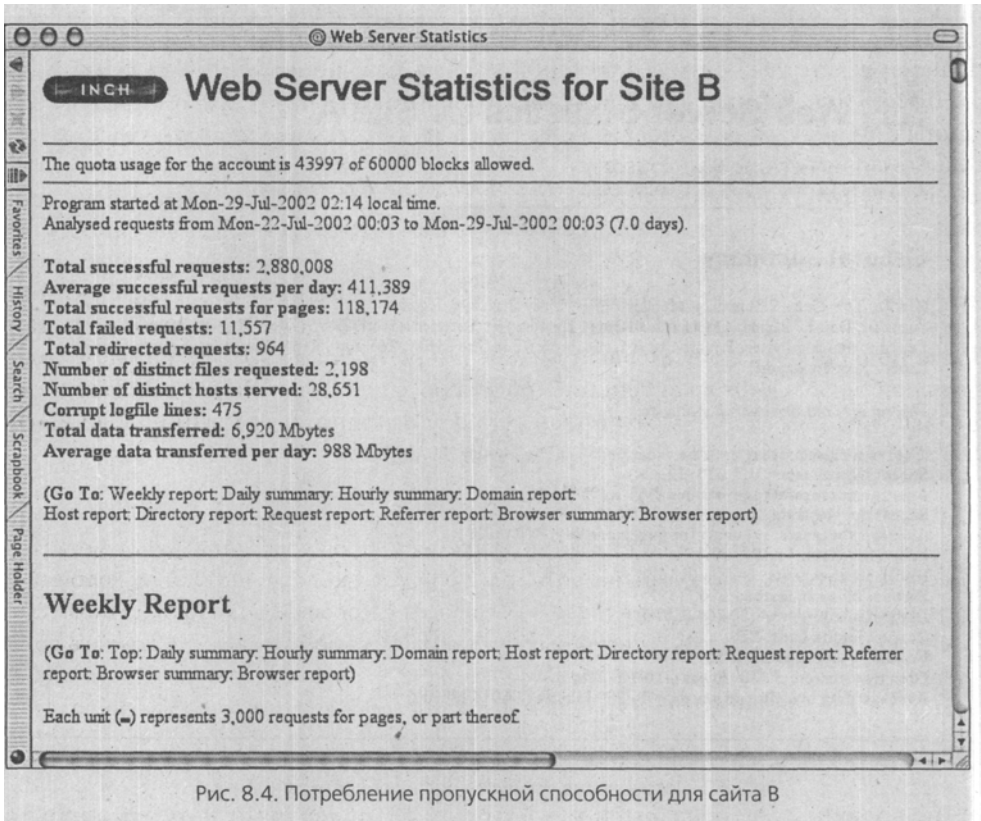 Web Server Statistics
INCH
Web Server Statistics for Site B
The quota usage for the account is 43997 of 60000 blocks allowed.
Program started at Mon-29-Jul-2002 02:14 local time.
Analysed requests from Mon-22-Jul-2002 00:03 to Mon-29-Jul-2002 00:03 (7.0 days).
Total successful requests: 2,880,008
Average successful requests per day: 411,389
Total successful requests for pages: 118,174
Total failed requests: 11,557
Total redirected requests: 964
Number of distinct files requested: 2,198
Number of distinct hosts served: 28,651
Corrupt logfile lines: 475
Total data transferred: 6,920 Mbytes
Average data transferred per day: 988 Mbytes
(Go To: Weekly report: Daily summary: Hourly summary: Domain report:
Host report: Directory report: Request report: Referrer report: Browser summary: Browser report)
Weekly Report
(Go To: Top: Daily summary: Hourly summary: Domain report: Host report: Directory report: Request report: Referrer
report: Browser summary: Browser report)
Each unit (▬) represents 3,000 requests for pages, or part thereof.
Favorites
History
Search
Scrapbook
Page Holder
Рис. 8.4. Потребление пропускной способности для сайта B